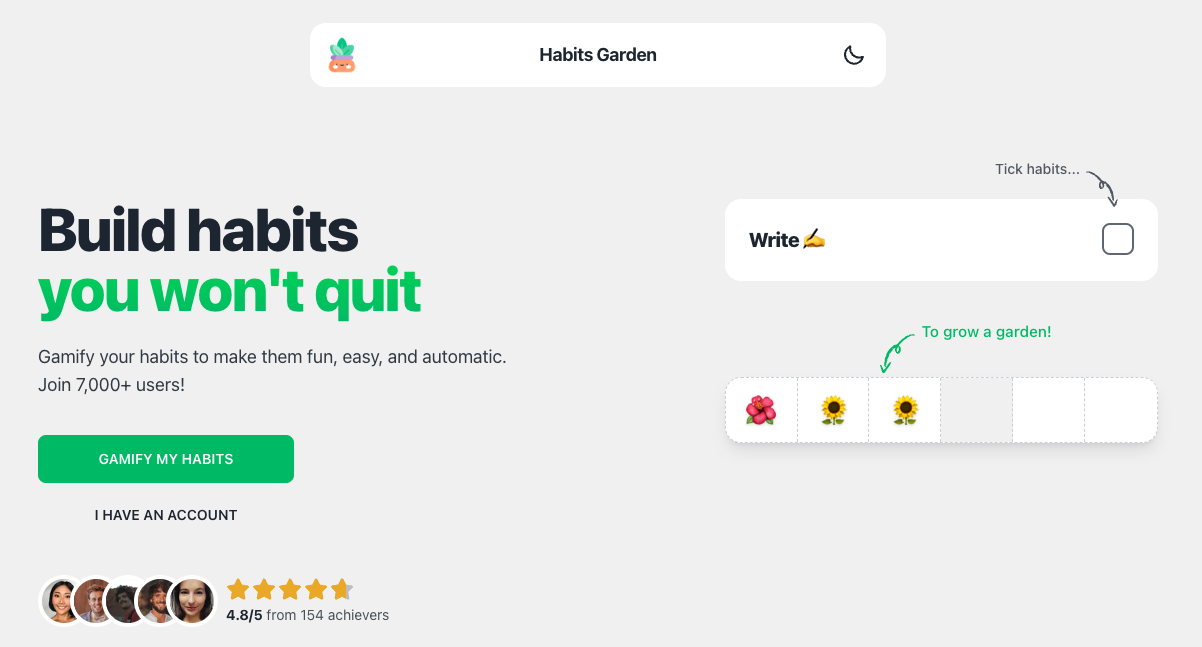 Habits Garden
Tick habits...
Build habits
you won't quit
Write ✍️
Gamify your habits to make them fun, easy, and automatic.
Join 7,000+ users!
To grow a garden!
GAMIFY MY HABITS
I HAVE AN ACCOUNT
4.8/5 from 154 achievers